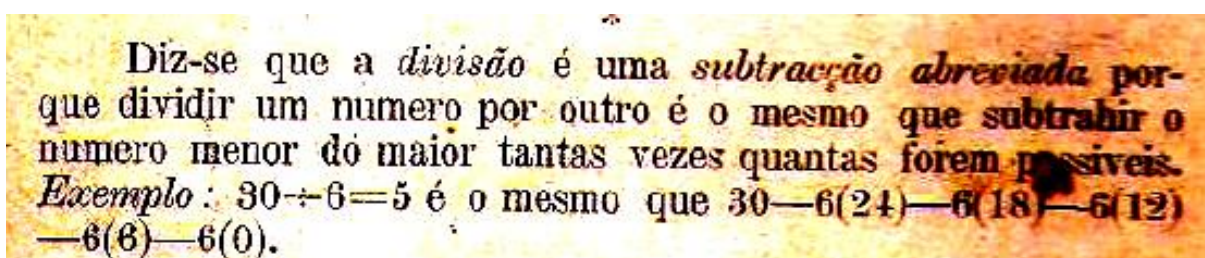 Diz-se que a divisão é uma subtracção abreviada por-
que dividir um numero por outro é o mesmo que subtrahir o
numero menor do maior tantas vezes quantas forem possiveis.
Exemplo: 30÷6=5 é o mesmo que 30—6(24)—6(18)—6(12)
—6(6)—6(0).